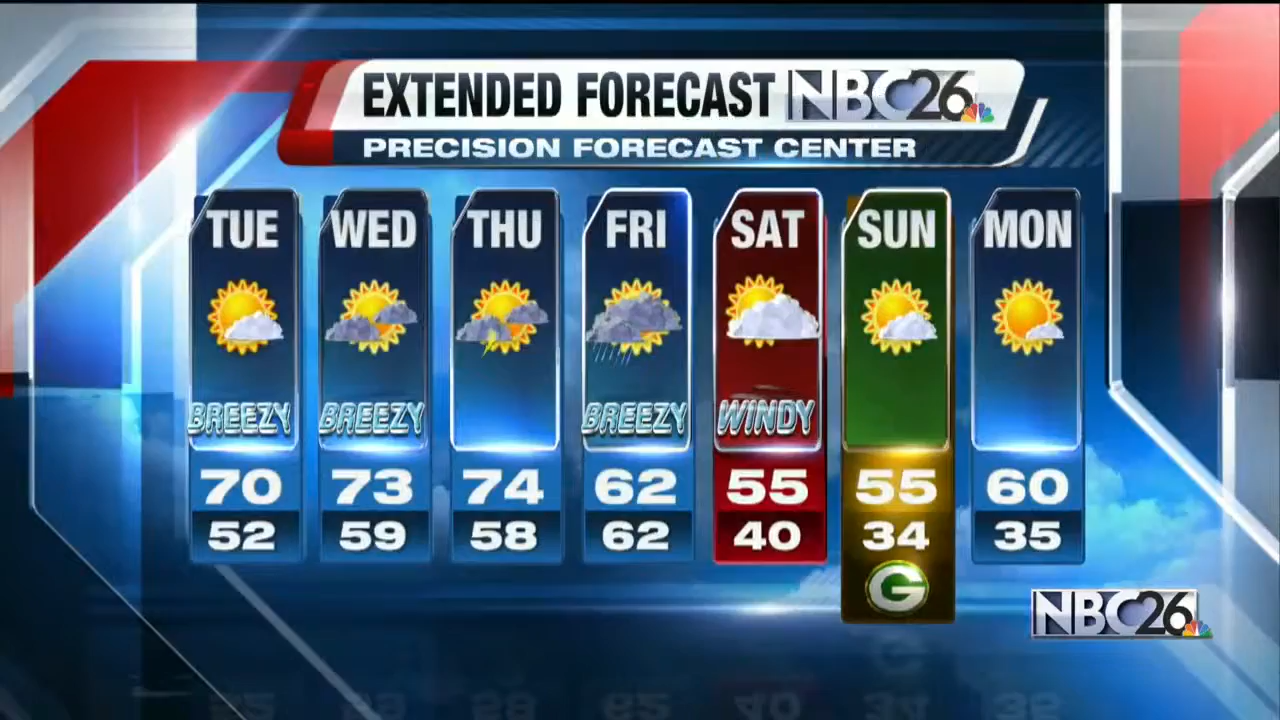 EXTENDED FORECAST NBC26
PRECISION FORECAST CENTER
TUE WED THU FRI SAT SUN MON
BREEZY BREEZY BREEZY WINDY
70 73 74 62 55 55 60
52 59 58 62 40 34 35
G
NBC26